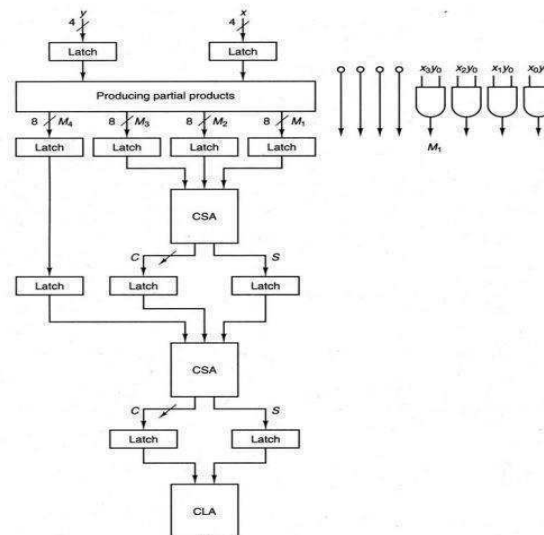 y x
4 4
Latch Latch
x₃y₀ x₂y₀ x₁y₀ x₀y
Producing partial products
8 M₄ 8 M₃ 8 M₂ 8 M₁
Latch Latch Latch Latch
M₁
CSA
C S
Latch Latch Latch
CSA
C S
Latch Latch
CLA